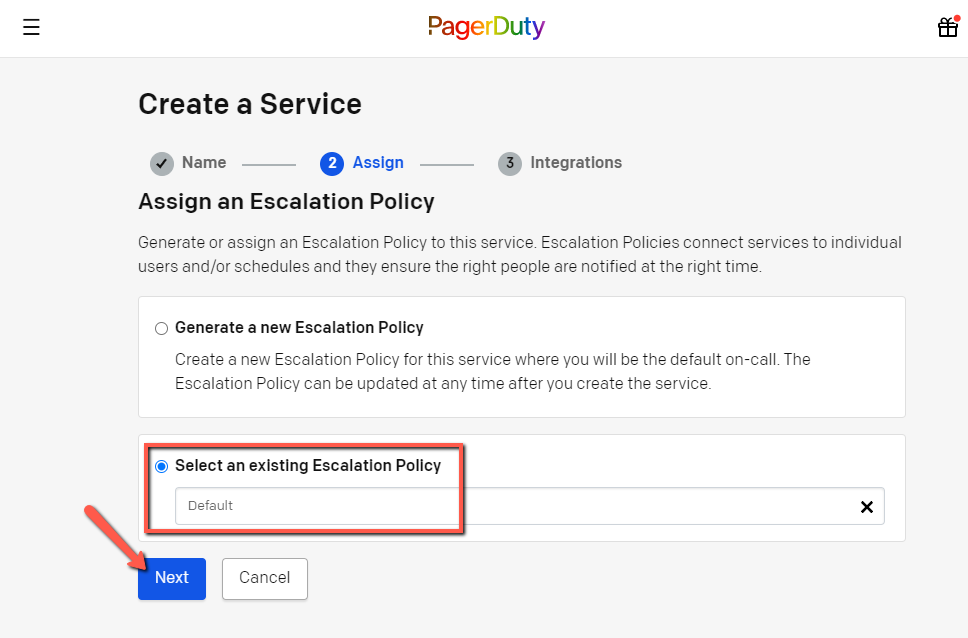 PagerDuty
Create a Service
Name
2 Assign
3 Integrations
Assign an Escalation Policy
Generate or assign an Escalation Policy to this service. Escalation Policies connect services to individual
users and/or schedules and they ensure the right people are notified at the right time.
Generate a new Escalation Policy
Create a new Escalation Policy for this service where you will be the default on-call. The
Escalation Policy can be updated at any time after you create the service.
Select an existing Escalation Policy
Default
Next
Cancel